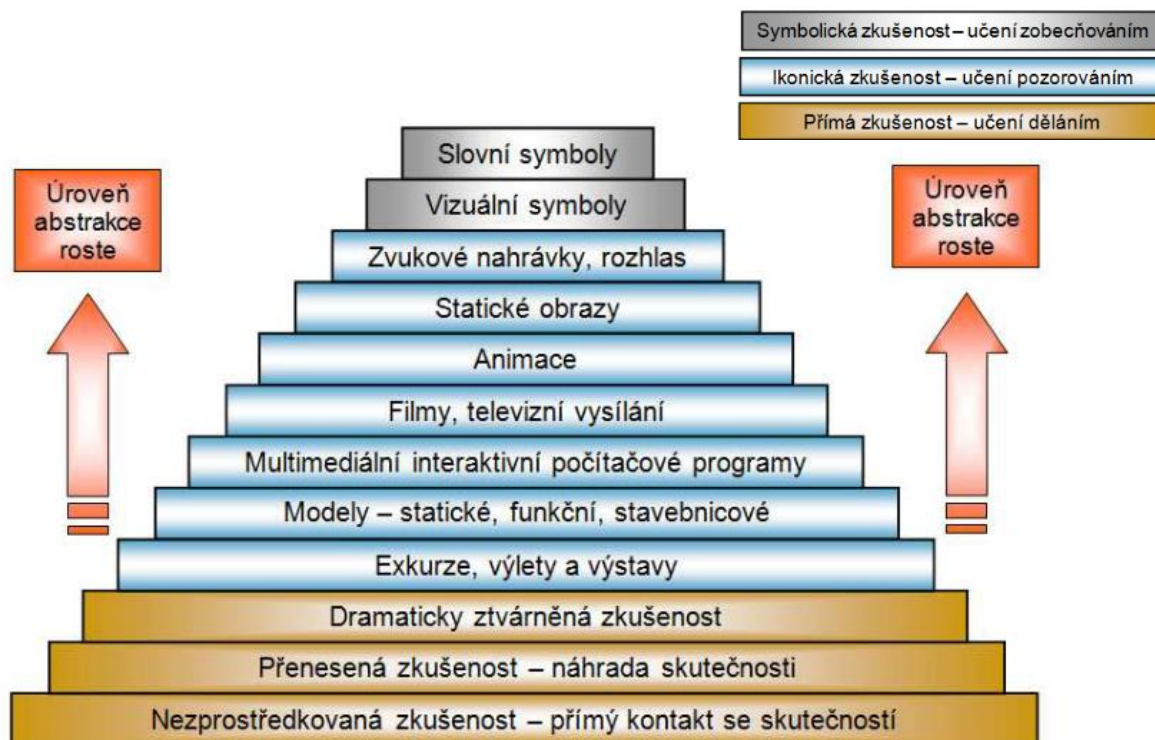 Symbolická zkušenost – učení zobecňováním
Ikonická zkušenost – učení pozorováním
Přímá zkušenost – učení děláním
Úroveň
abstrakce
roste
Úroveň
abstrakce
roste
Slovní symboly
Vizuální symboly
Zvukové nahrávky, rozhlas
Statické obrazy
Animace
Filmy, televizní vysílání
Multimediální interaktivní počítačové programy
Modely – statické, funkční, stavebnicové
Exkurze, výlety a výstavy
Dramaticky ztvárněná zkušenost
Přenesená zkušenost – náhrada skutečnosti
Nezprostředkovaná zkušenost – přímý kontakt se skutečností